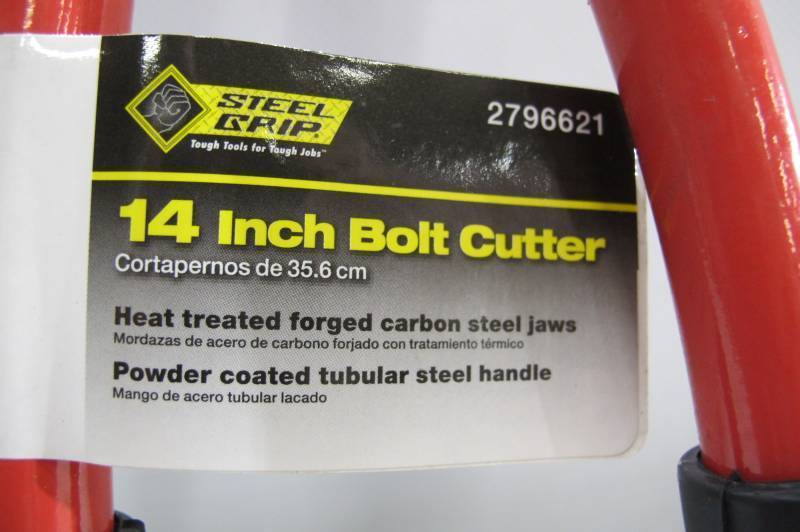 STEEL
GRIP®
Tough Tools for Tough Jobs™
2796621
14 Inch Bolt Cutter
Cortapernos de 35.6 cm
Heat treated forged carbon steel jaws
Mordazas de acero de carbono forjado con tratamiento térmico
Powder coated tubular steel handle
Mango de acero tubular lacado